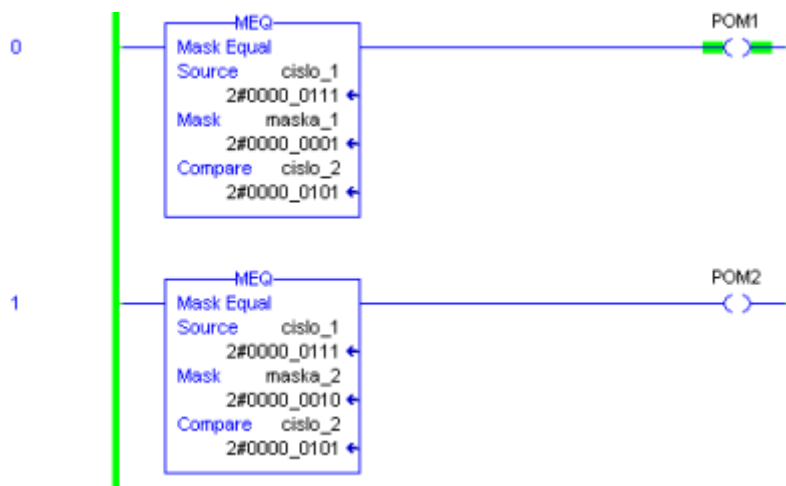 MEQ
POM1
0
Mask Equal
Source cislo_1
2#0000_0111
Mask maska_1
2#0000_0001
Compare cislo_2
2#0000_0101
MEQ
POM2
1
Mask Equal
Source cislo_1
2#0000_0111
Mask maska_2
2#0000_0010
Compare cislo_2
2#0000_0101